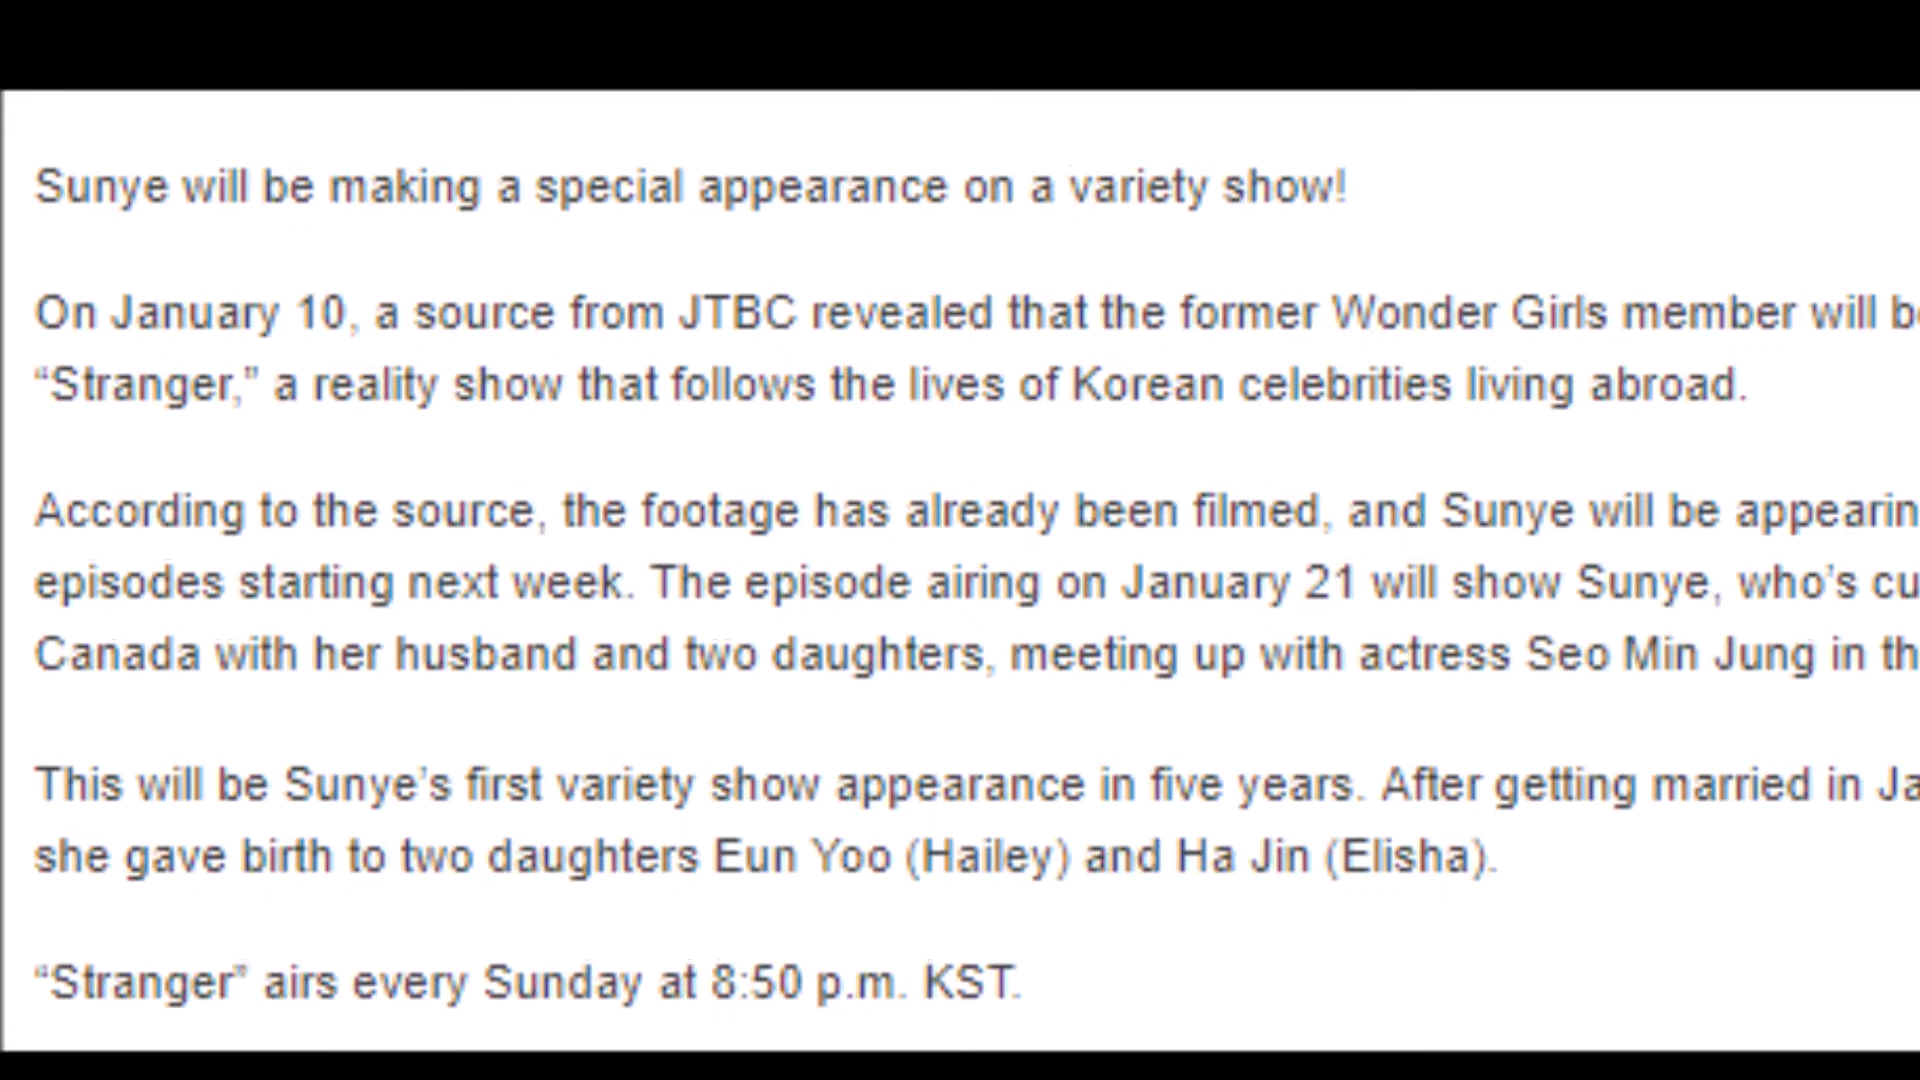 Sunye will be making a special appearance on a variety show!
On January 10, a source from JTBC revealed that the former Wonder Girls member will
“Stranger,” a reality show that follows the lives of Korean celebrities living abroad.
According to the source, the footage has already been filmed, and Sunye will be
episodes starting next week. The episode airing on January 21 will show Sunye, who’s
Canada with her husband and two daughters, meeting up with actress Seo Min Jung in
This will be Sunye’s first variety show appearance in five years. After getting married in
she gave birth to two daughters Eun Yoo (Hailey) and Ha Jin (Elisha).
“Stranger” airs every Sunday at 8:50 p.m. KST.